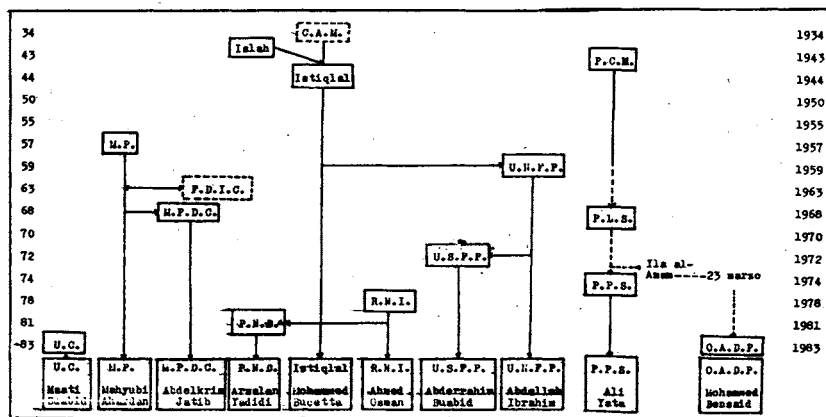 34 C.A.M. 1934
43 Islah P.C.M. 1943
44 Istiqlal 1944
50 1950
55 1955
57 M.P. 1957
59 U.N.F.P. 1959
63 F.D.I.C. 1963
68 M.P.D.C. P.L.S. 1968
70 1970
72 U.S.F.P. 1972
Ila al-
Amam 23 marzo
74 P.P.S. 1974
78 R.N.I. 1978
81 1981
83 U.C. O.A.D.P. 1983
U.C. M.P. M.P.D.C. Istiqlal R.N.I. U.S.F.P. U.N.F.P. P.P.S. O.A.D.P.
Maati Mahyubi Abdelkrim Arsalan Mohammed Ahmed Abderrahim Abdellah Ali Mohammed
Ahardan Jatib Yadidi Bucetta Osman Buabid Ibrahim Yata Bensaid